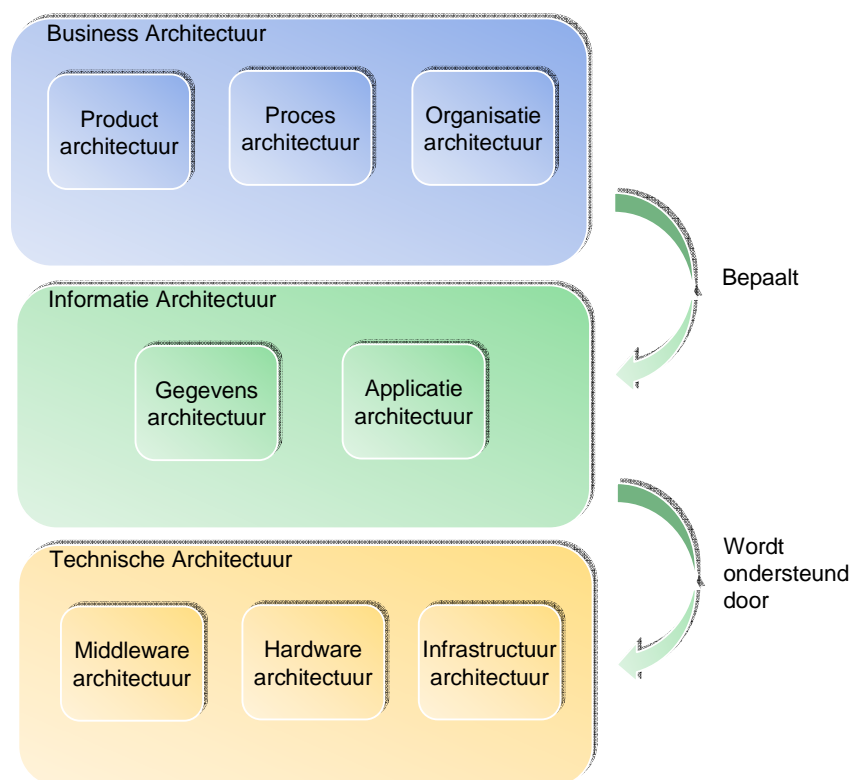 Business Architectuur
Product
architectuur
Proces
architectuur
Organisatie
architectuur
Bepaalt
Informatie Architectuur
Gegevens
architectuur
Applicatie
architectuur
Wordt
ondersteund
door
Technische Architectuur
Middleware
architectuur
Hardware
architectuur
Infrastructuur
architectuur